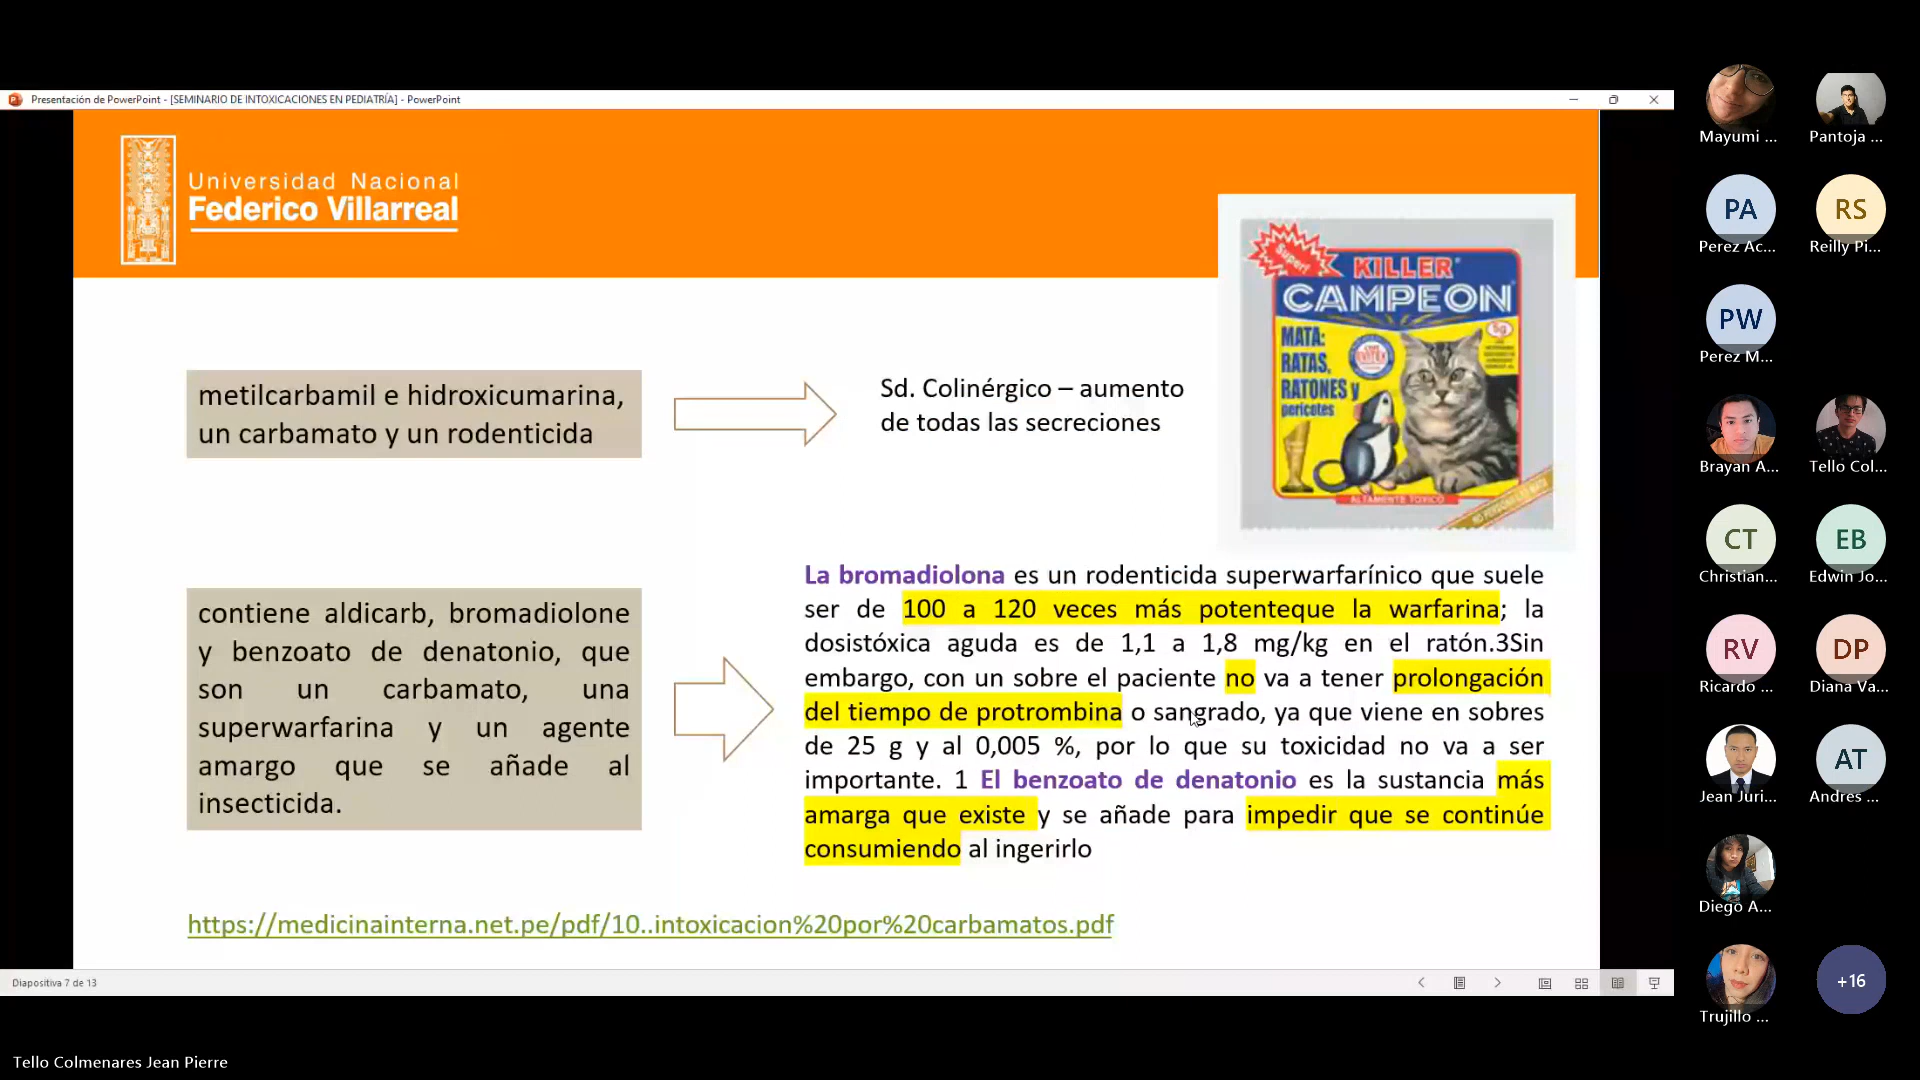 Presentación de PowerPoint - [SEMINARIO DE INTOXICACIONES EN PEDIATRÍA] - PowerPoint
Universidad Nacional
Federico Villarreal
Super!
KILLER
CAMPEON
5g
MATA:
RATAS,
RATONES y
pericotes
ALTAMENTE TOXICO
metilcarbamil e hidroxicumarina,
un carbamato y un rodenticida
Sd. Colinérgico – aumento
de todas las secreciones
contiene aldicarb, bromadiolone
y benzoato de denatonio, que
son un carbamato, una
superwarfarina y un agente
amargo que se añade al
insecticida.
La bromadiolona es un rodenticida superwarfarínico que suele
ser de 100 a 120 veces más potenteque la warfarina; la
dosistóxica aguda es de 1,1 a 1,8 mg/kg en el ratón.3Sin
embargo, con un sobre el paciente no va a tener prolongación
del tiempo de protrombina o sangrado, ya que viene en sobres
de 25 g y al 0,005 %, por lo que su toxicidad no va a ser
importante. 1 El benzoato de denatonio es la sustancia más
amarga que existe y se añade para impedir que se continúe
consumiendo al ingerirlo
https://medicinainterna.net.pe/pdf/10..intoxicacion%20por%20carbamatos.pdf
Diapositiva 7 de 13
Mayumi ...
Pantoja ...
PA
Perez Ac...
RS
Reilly Pi...
PW
Perez M...
Brayan A...
Tello Col...
CT
Christian...
EB
Edwin Jo...
RV
Ricardo ...
DP
Diana Va...
Jean Juri...
AT
Andres ...
Diego A...
Trujillo ...
+16
Tello Colmenares Jean Pierre